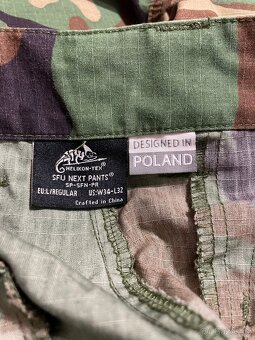 HELIKON-TEX®
SFU NEXT PANTS®
SP-SFN-PR
EU:L/REGULAR US:W34-L32
Crafted in China
DESIGNED IN
POLAND